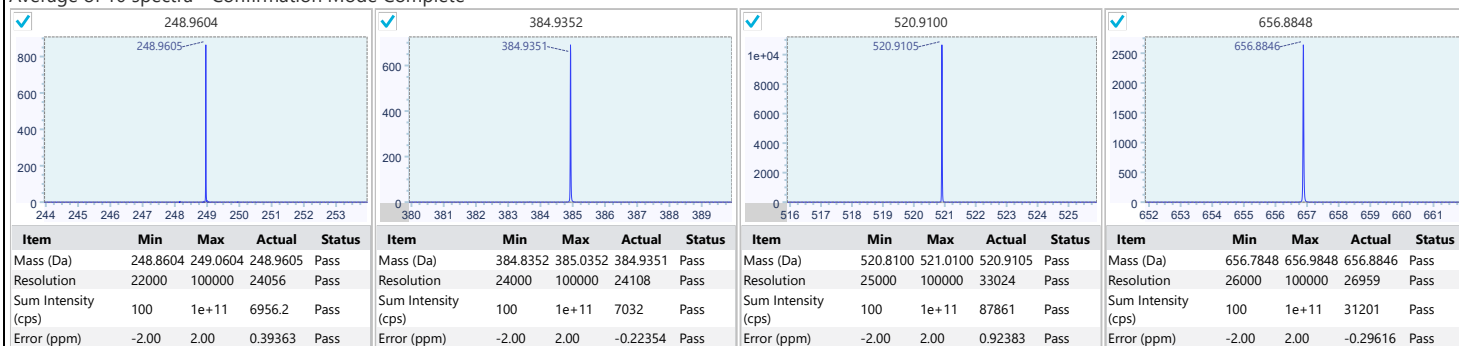 248.9604
248.9605
800
600
400
200
0
244 245 246 247 248 249 250 251 252 253
Item Min Max Actual Status
Mass (Da) 248.8604 249.0604 248.9605 Pass
Resolution 22000 100000 24056 Pass
Sum Intensity (cps) 100 1e+11 6956.2 Pass
Error (ppm) -2.00 2.00 0.39363 Pass
384.9352
384.9351
600
400
200
0
380 381 382 383 384 385 386 387 388 389
Item Min Max Actual Status
Mass (Da) 384.8352 385.0352 384.9351 Pass
Resolution 24000 100000 24108 Pass
Sum Intensity (cps) 100 1e+11 7032 Pass
Error (ppm) -2.00 2.00 -0.22354 Pass
520.9100
520.9105
1e+04
8000
6000
4000
2000
0
516 517 518 519 520 521 522 523 524 525
Item Min Max Actual Status
Mass (Da) 520.8100 521.0100 520.9105 Pass
Resolution 25000 100000 33024 Pass
Sum Intensity (cps) 100 1e+11 87861 Pass
Error (ppm) -2.00 2.00 0.92383 Pass
656.8848
656.8846
2500
2000
1500
1000
500
0
652 653 654 655 656 657 658 659 660 661
Item Min Max Actual Status
Mass (Da) 656.7848 656.9848 656.8846 Pass
Resolution 26000 100000 26959 Pass
Sum Intensity (cps) 100 1e+11 31201 Pass
Error (ppm) -2.00 2.00 -0.29616 Pass